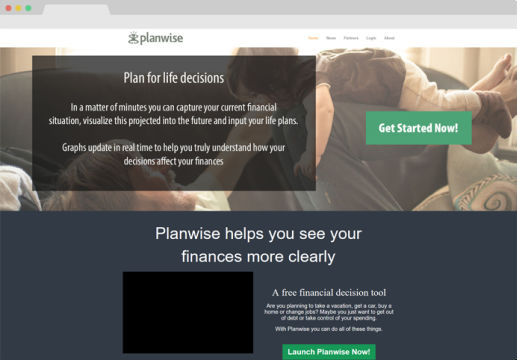 planwise
Home News Partners Login About
Plan for life decisions
In a matter of minutes you can capture your current financial
situation, visualize this projected into the future and input your life plans.
Graphs update in real time to help you truly understand how your
decisions affect your finances
Get Started Now!
Planwise helps you see your
finances more clearly
A free financial decision tool
Are you planning to take a vacation, get a car, buy a
home or change jobs? Maybe you just want to get out
of debt or take control of your spending.
With Planwise you can do all of these things.
Launch Planwise Now!